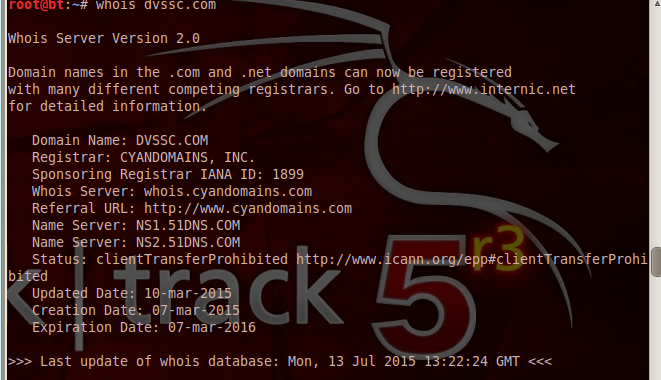 root@bt:~# whois dvssc.com
Whois Server Version 2.0
Domain names in the .com and .net domains can now be registered
with many different competing registrars. Go to http://www.internic.net
for detailed information.
Domain Name: DVSSC.COM
Registrar: CYANDOMAINS, INC.
Sponsoring Registrar IANA ID: 1899
Whois Server: whois.cyandomains.com
Referral URL: http://www.cyandomains.com
Name Server: NS1.51DNS.COM
Name Server: NS2.51DNS.COM
Status: clientTransferProhibited http://www.icann.org/epp#clientTransferProhi
bited
Updated Date: 10-mar-2015
Creation Date: 07-mar-2015
Expiration Date: 07-mar-2016
>>> Last update of whois database: Mon, 13 Jul 2015 13:22:24 GMT <<<
k|track 5 r3